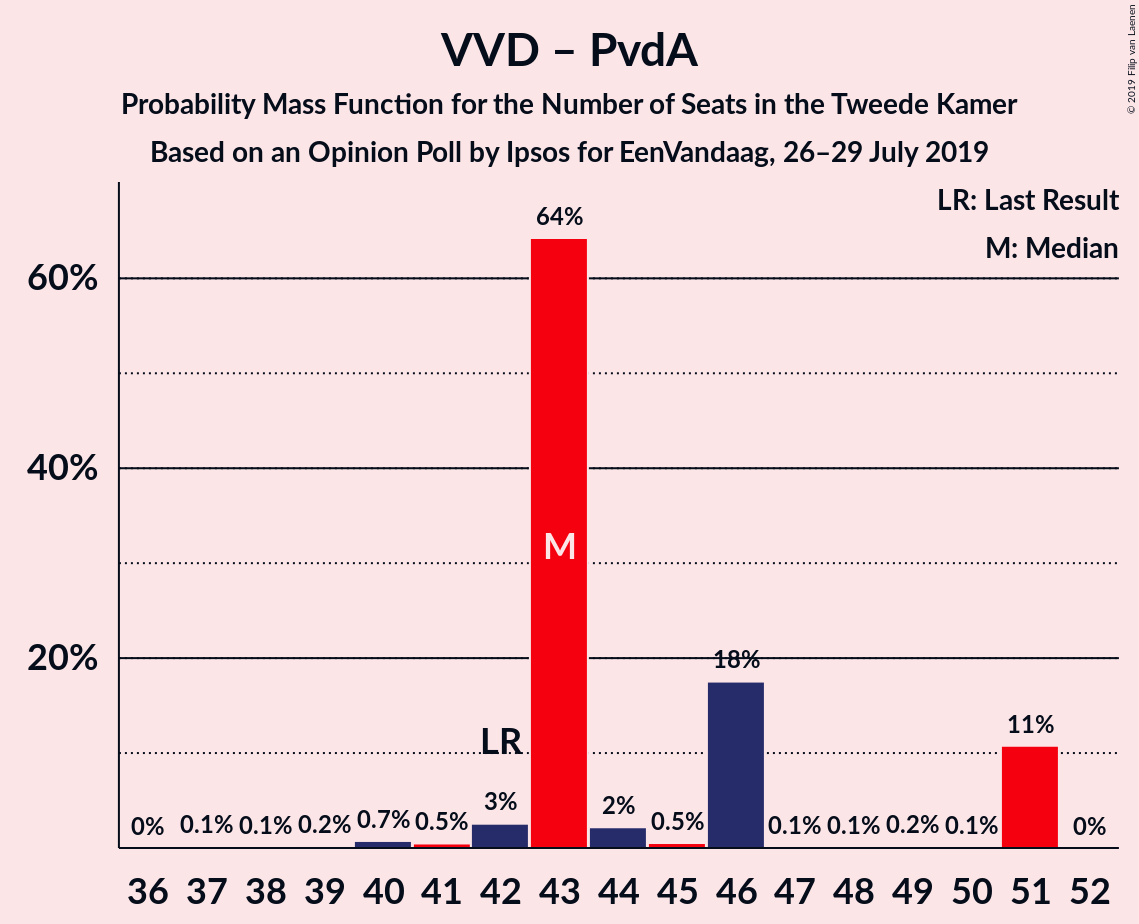 VVD – PvdA
Probability Mass Function for the Number of Seats in the Tweede Kamer
Based on an Opinion Poll by Ipsos for EenVandaag, 26–29 July 2019
© 2019 Filip van Laenen
LR: Last Result
M: Median
60%
40%
20%
0% 0.1% 0.1% 0.2% 0.7% 0.5% 3% 64% 2% 0.5% 18% 0.1% 0.1% 0.2% 0.1% 11% 0%
LR
M
36 37 38 39 40 41 42 43 44 45 46 47 48 49 50 51 52